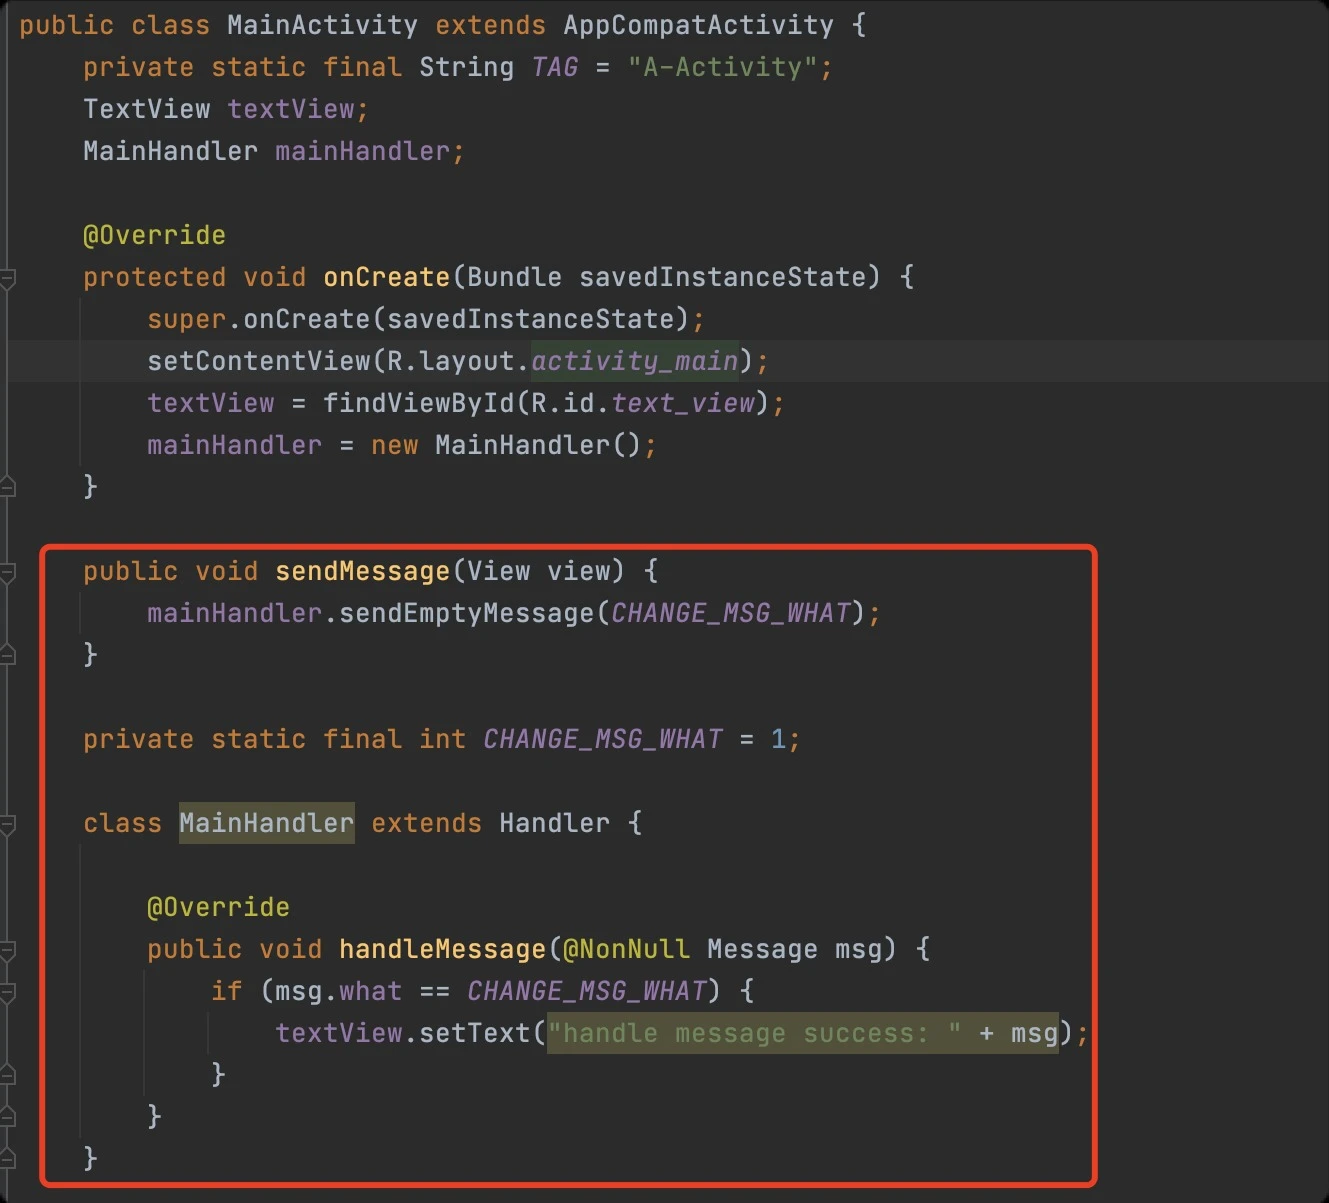 public class MainActivity extends AppCompatActivity {
    private static final String TAG = "A-Activity";
    TextView textView;
    MainHandler mainHandler;

    @Override
    protected void onCreate(Bundle savedInstanceState) {
        super.onCreate(savedInstanceState);
        setContentView(R.layout.activity_main);
        textView = findViewById(R.id.text_view);
        mainHandler = new MainHandler();
    }

    public void sendMessage(View view) {
        mainHandler.sendEmptyMessage(CHANGE_MSG_WHAT);
    }

    private static final int CHANGE_MSG_WHAT = 1;

    class MainHandler extends Handler {

        @Override
        public void handleMessage(@NonNull Message msg) {
            if (msg.what == CHANGE_MSG_WHAT) {
                textView.setText("handle message success: " + msg);
            }
        }
    }